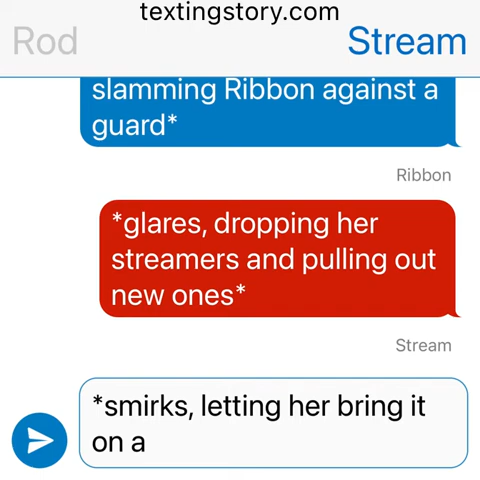 textingstory.com
Rod
Stream
slamming Ribbon against a
guard*
Ribbon
*glares, dropping her
streamers and pulling out
new ones*
Stream
*smirks, letting her bring it
on a